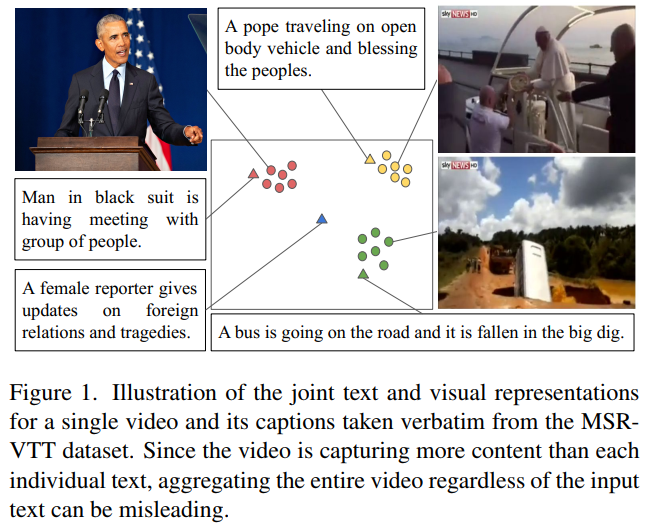 A pope traveling on open
body vehicle and blessing
the peoples.
sky NEWS HD
Man in black suit is
having meeting with
group of people.
sky NEWS HD
A female reporter gives
updates on foreign
relations and tragedies.
A bus is going on the road and it is fallen in the big dig.
Figure 1. Illustration of the joint text and visual representations
for a single video and its captions taken verbatim from the MSR-
VTT dataset. Since the video is capturing more content than each
individual text, aggregating the entire video regardless of the input
text can be misleading.